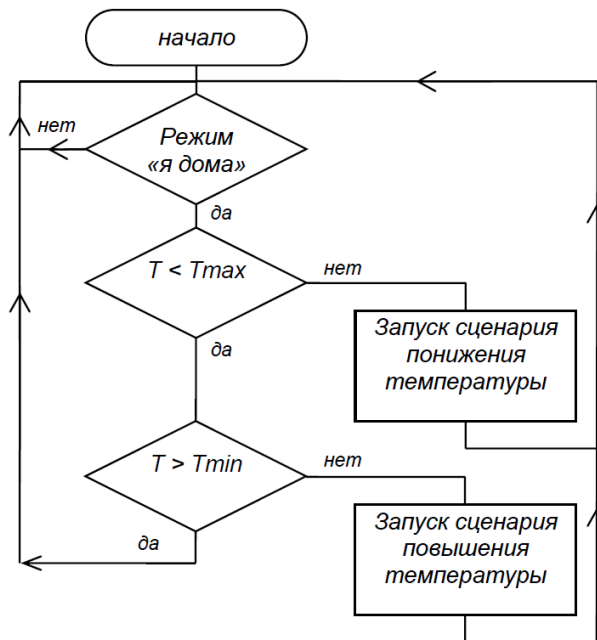 начало
нет
Режим
«я дома»
да
T < Tmax
нет
да
Запуск сценария
понижения
температуры
T > Tmin
нет
да
Запуск сценария
повышения
температуры